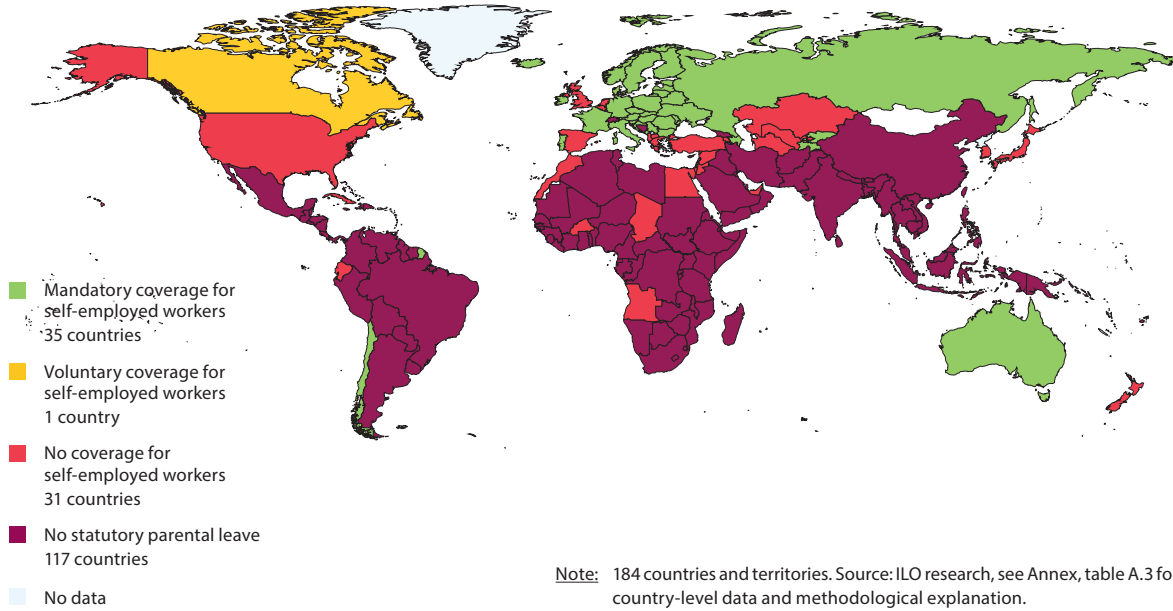 Mandatory coverage for
self-employed workers
35 countries
Voluntary coverage for
self-employed workers
1 country
No coverage for
self-employed workers
31 countries
No statutory parental leave
117 countries
No data
Note: 184 countries and territories. Source: ILO research, see Annex, table A.3 fo
country-level data and methodological explanation.